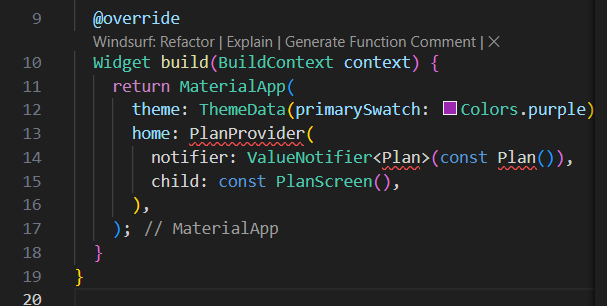 9 @override
Windsurf: Refactor | Explain | Generate Function Comment | ✕
10 Widget build(BuildContext context) {
11 return MaterialApp(
12 theme: ThemeData(primarySwatch: Colors.purple)
13 home: PlanProvider(
14 notifier: ValueNotifier<Plan>(const Plan()),
15 child: const PlanScreen(),
16 ),
17 ); // MaterialApp
18 }
19 }
20